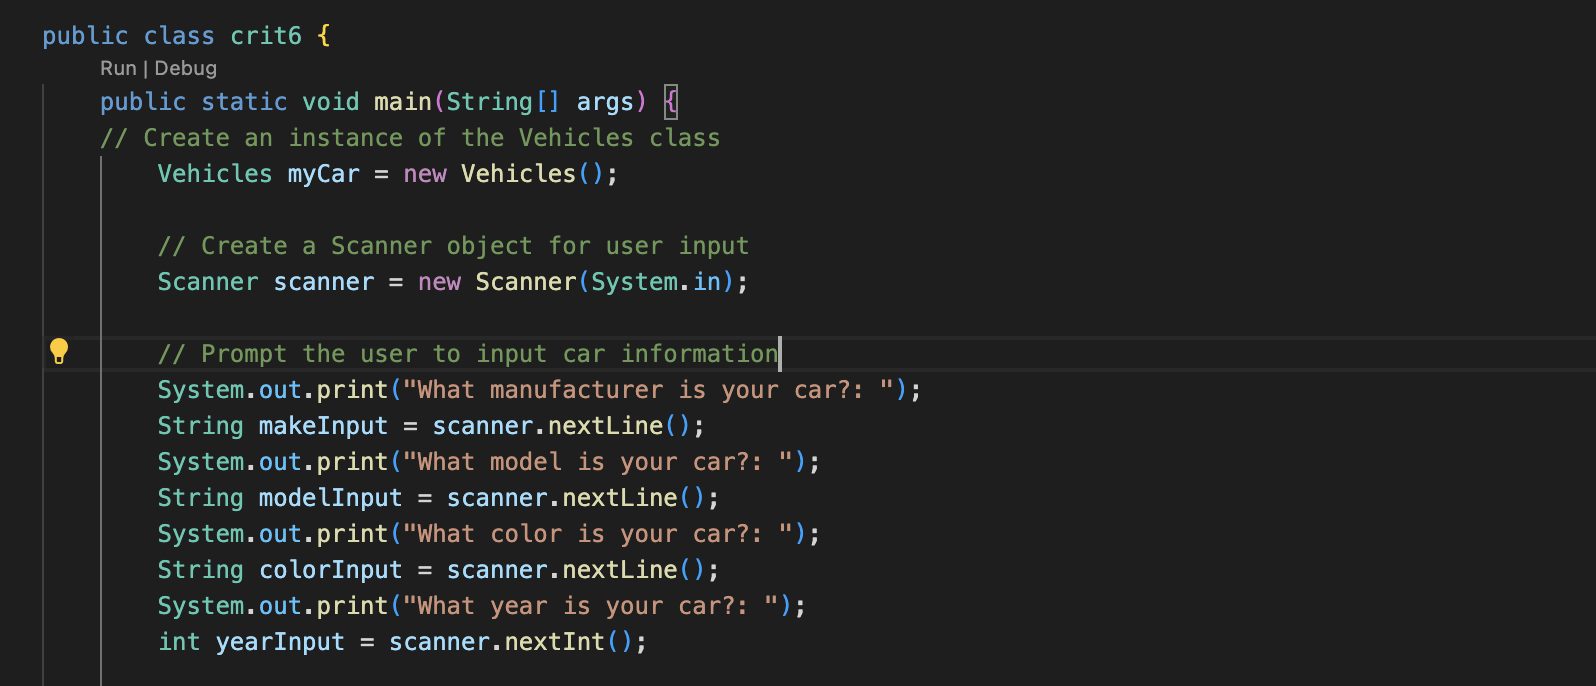 public class crit6 {
Run | Debug
public static void main(String[] args) {
// Create an instance of the Vehicles class
Vehicles myCar = new Vehicles();
// Create a Scanner object for user input
Scanner scanner = new Scanner(System.in);
// Prompt the user to input car information
System.out.print("What manufacturer is your car?: ");
String makeInput = scanner.nextLine();
System.out.print("What model is your car?: ");
String modelInput = scanner.nextLine();
System.out.print("What color is your car?: ");
String colorInput = scanner.nextLine();
System.out.print("What year is your car?: ");
int yearInput = scanner.nextInt();